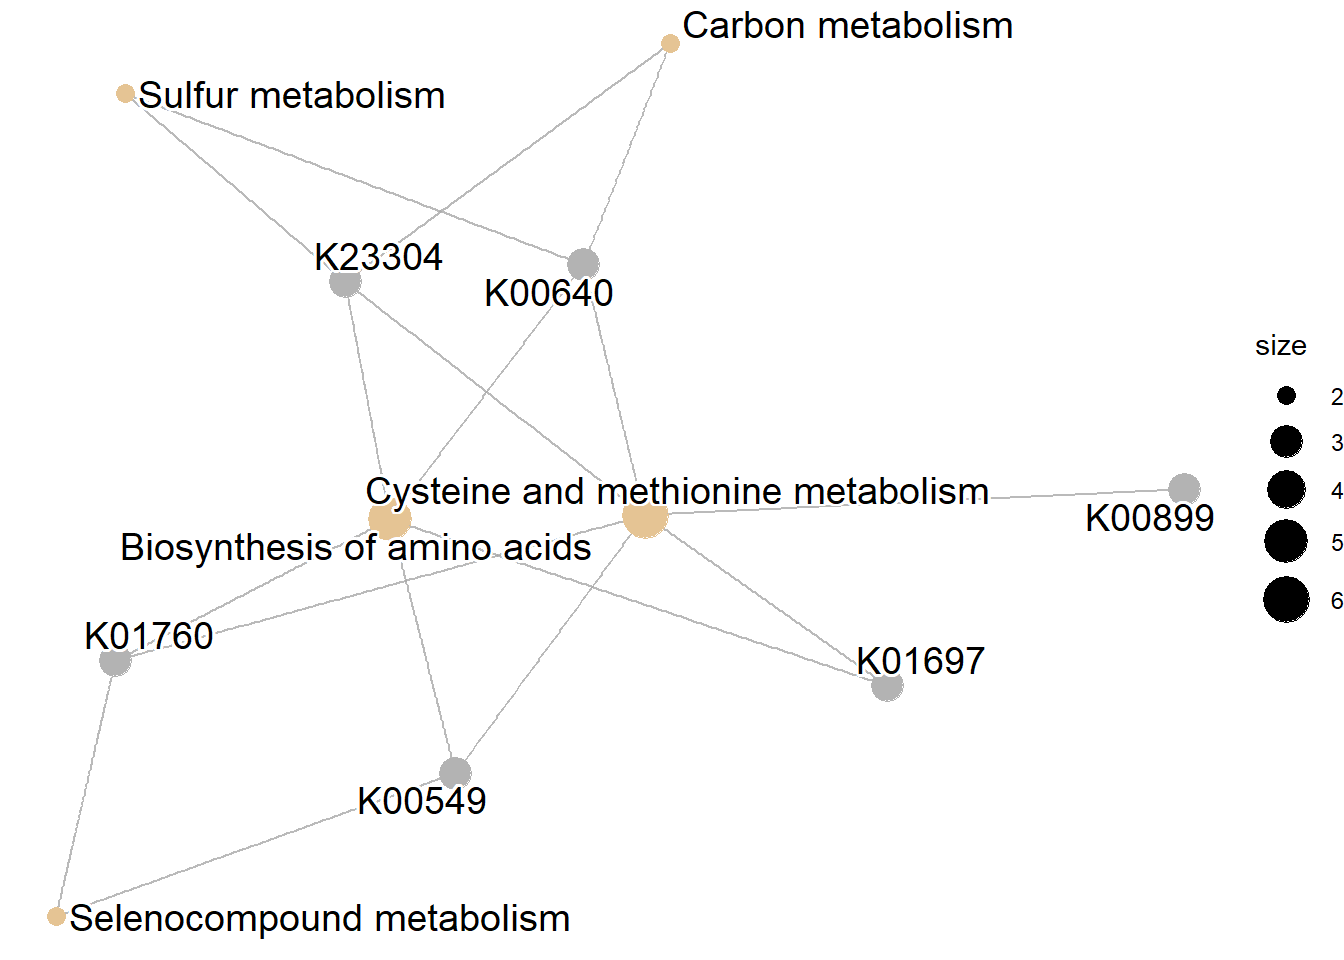 Carbon metabolism
Sulfur metabolism
K23304
K00640
size
2
3
4
5
6
Cysteine and methionine metabolism
K00899
Biosynthesis of amino acids
K01760
K01697
K00549
Selenocompound metabolism